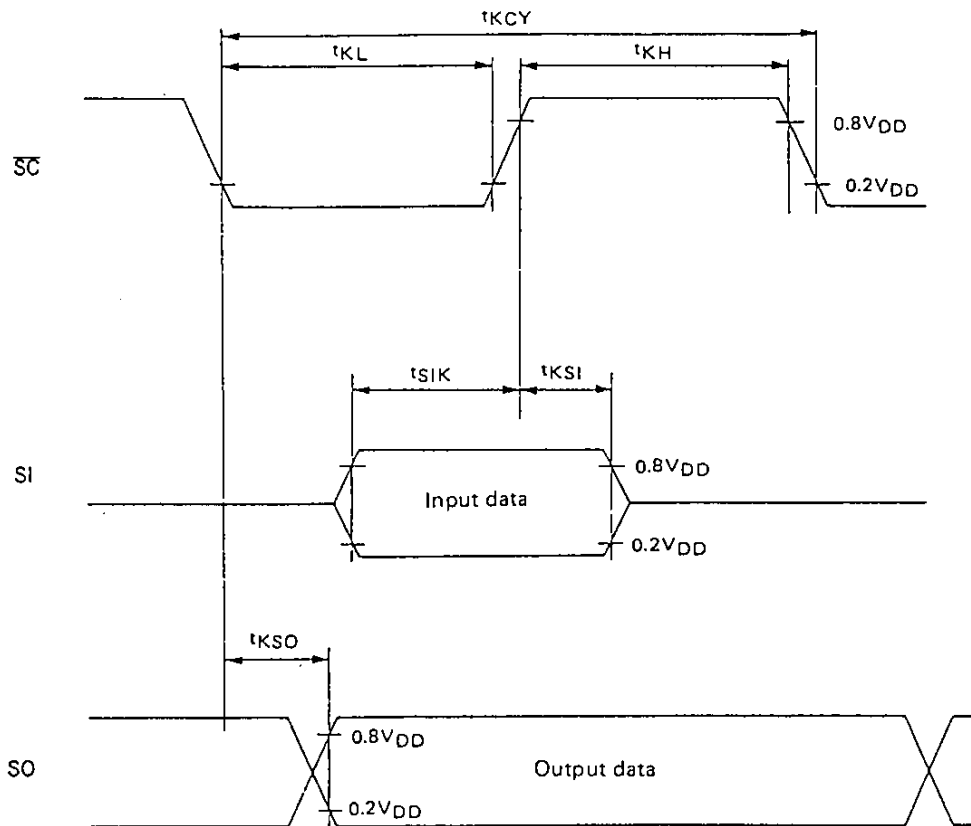 tKCY
tKL
tKH
0.8VDD
SC
0.2VDD
tSIK
tKSI
SI
0.8VDD
Input data
0.2VDD
tKSO
0.8VDD
SO
Output data
0.2VDD